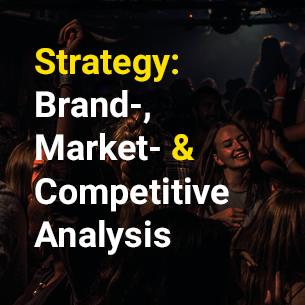 Strategy:
Brand-,
Market- &
Competitive
Analysis